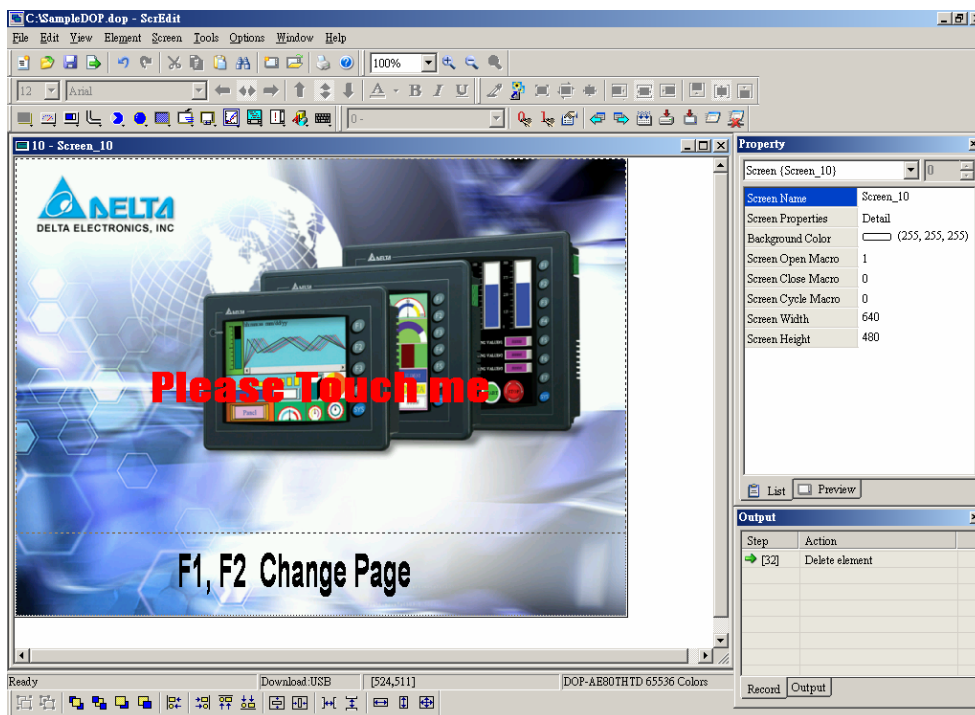 C:\SampleDOP.dop - ScrEdit
File Edit View Element Screen Tools Options Window Help
100%
12 Arial
A B I U
0 -
10 - Screen_10
DELTA
DELTA ELECTRONICS, INC
Please Touch me
F1, F2 Change Page
Property
Screen {Screen_10}
0
Screen Name Screen_10
Screen Properties Detail
Background Color (255, 255, 255)
Screen Open Macro 1
Screen Close Macro 0
Screen Cycle Macro 0
Screen Width 640
Screen Height 480
List Preview
Output
Step Action
[32] Delete element
Record Output
Ready Download:USB [524,511] DOP-AE80THTD 65536 Colors